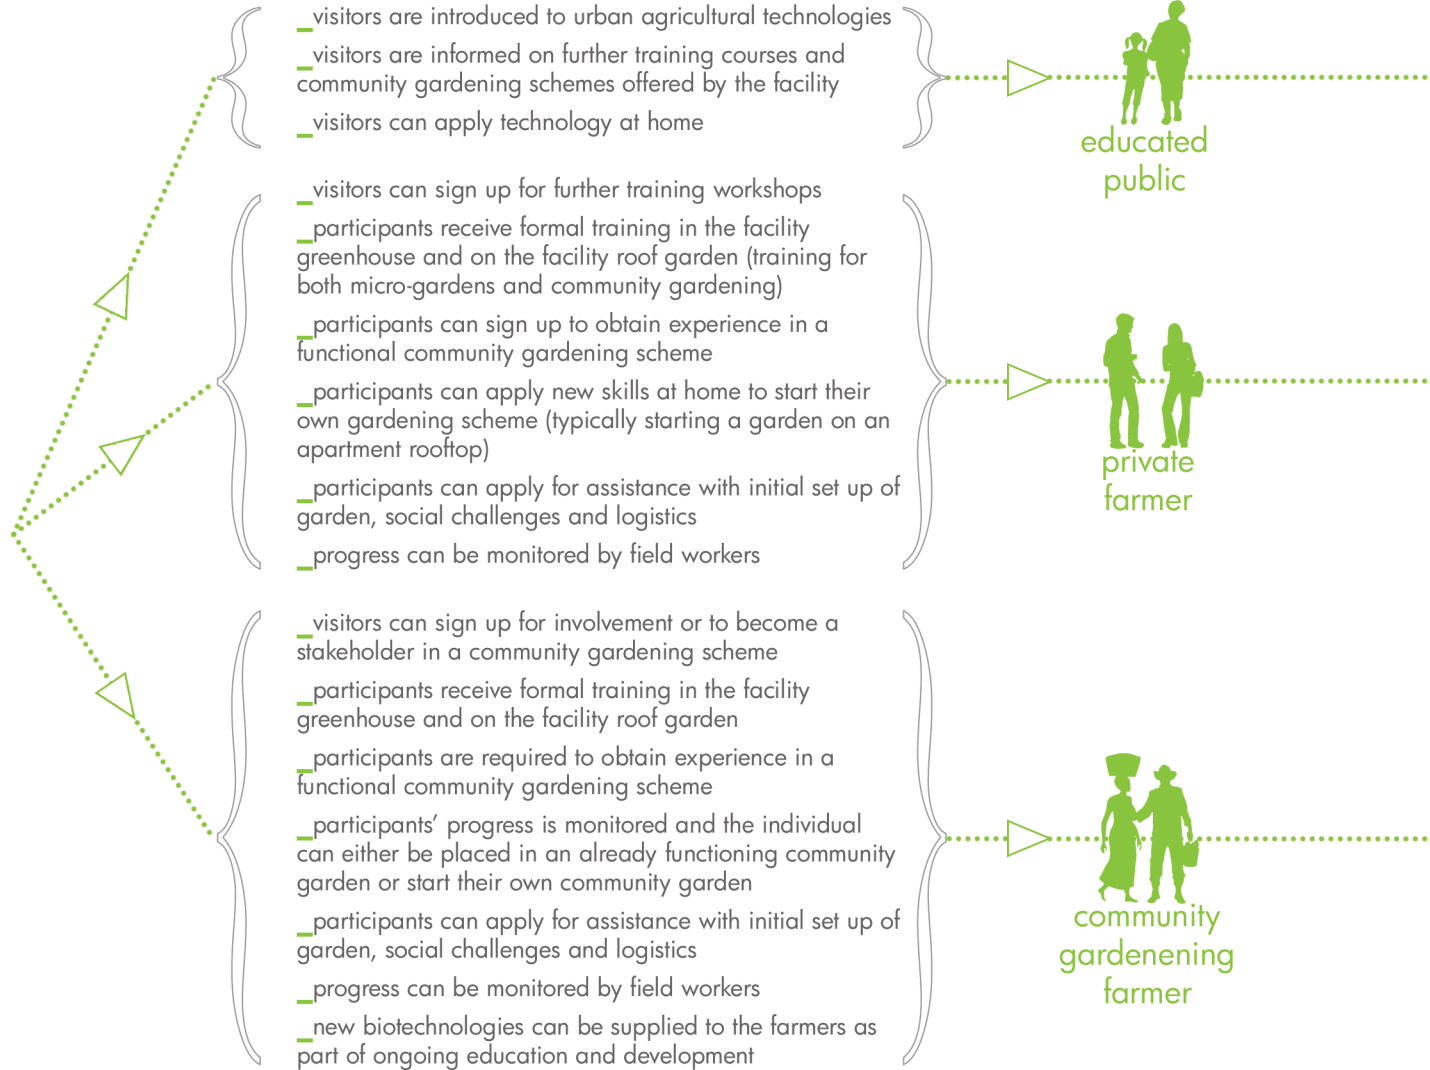 _visitors are introduced to urban agricultural technologies
_visitors are informed on further training courses and
community gardening schemes offered by the facility
_visitors can apply technology at home
educated
public
_visitors can sign up for further training workshops
_participants receive formal training in the facility
greenhouse and on the facility roof garden (training for
both micro-gardens and community gardening)
_participants can sign up to obtain experience in a
functional community gardening scheme
_participants can apply new skills at home to start their
own gardening scheme (typically starting a garden on an
apartment rooftop)
_participants can apply for assistance with initial set up of
garden, social challenges and logistics
_progress can be monitored by field workers
private
farmer
_visitors can sign up for involvement or to become a
stakeholder in a community gardening scheme
_participants receive formal training in the facility
greenhouse and on the facility roof garden
_participants are required to obtain experience in a
functional community gardening scheme
_participants’ progress is monitored and the individual
can either be placed in an already functioning community
garden or start their own community garden
_participants can apply for assistance with initial set up of
garden, social challenges and logistics
_progress can be monitored by field workers
_new biotechnologies can be supplied to the farmers as
part of ongoing education and development
community
gardenening
farmer